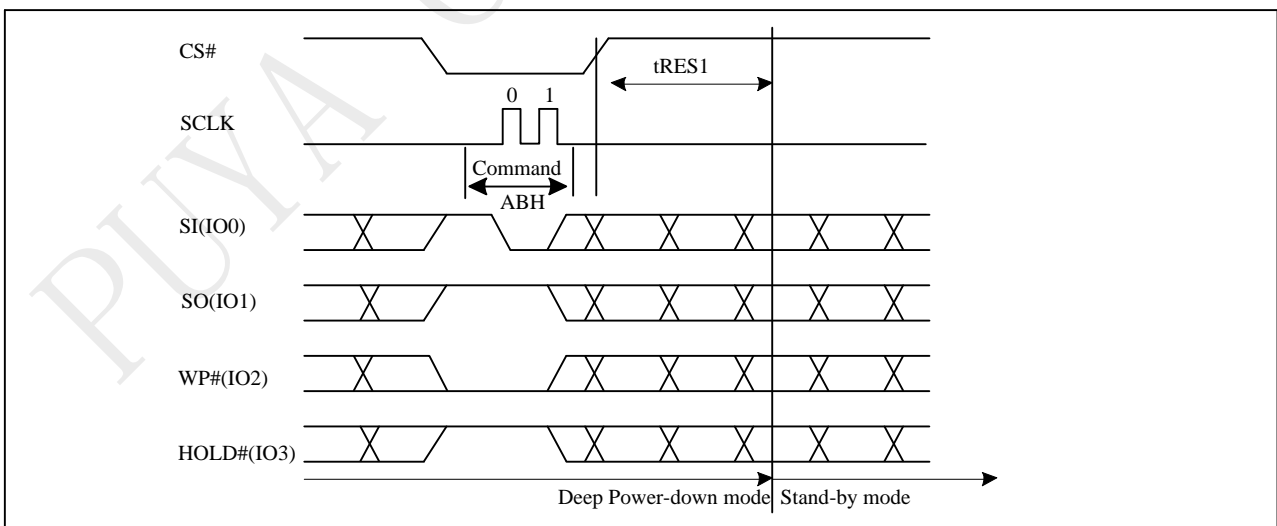 CS#
tRES1
0 1
SCLK
Command
ABH
SI(IO0)
SO(IO1)
WP#(IO2)
HOLD#(IO3)
Deep Power-down mode Stand-by mode
PUYA